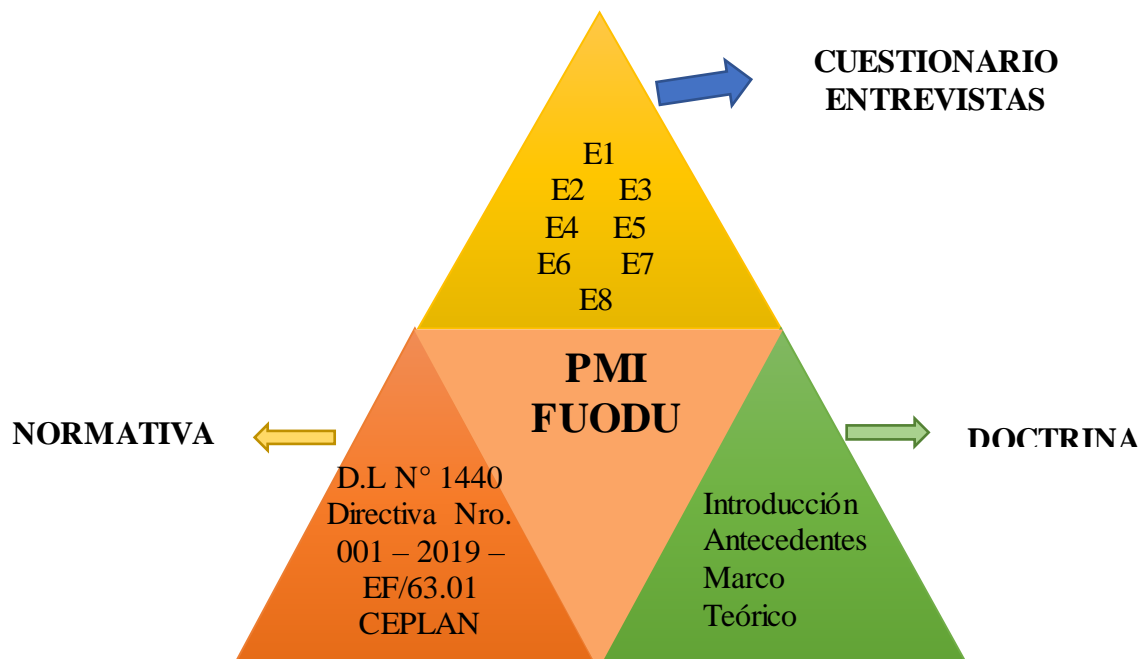 CUESTIONARIO
ENTREVISTAS
E1
E2 E3
E4 E5
E6 E7
E8
PMI
FUODU
NORMATIVA
DOCTRINA
D.L N° 1440
Directiva Nro.
001 – 2019 –
EF/63.01
CEPLAN
Introducción
Antecedentes
Marco
Teórico